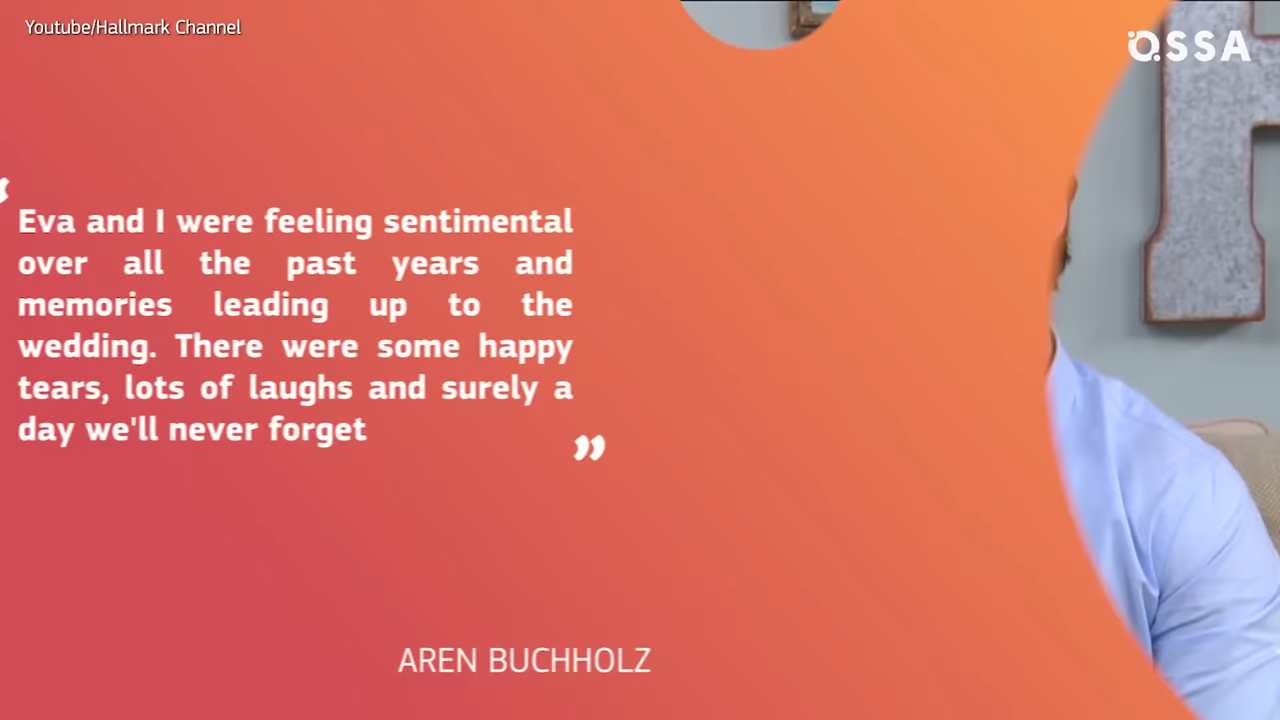 Youtube/Hallmark Channel
OSSA
“
Eva and I were feeling sentimental
over all the past years and
memories leading up to the
wedding. There were some happy
tears, lots of laughs and surely a
day we'll never forget
”
AREN BUCHHOLZ